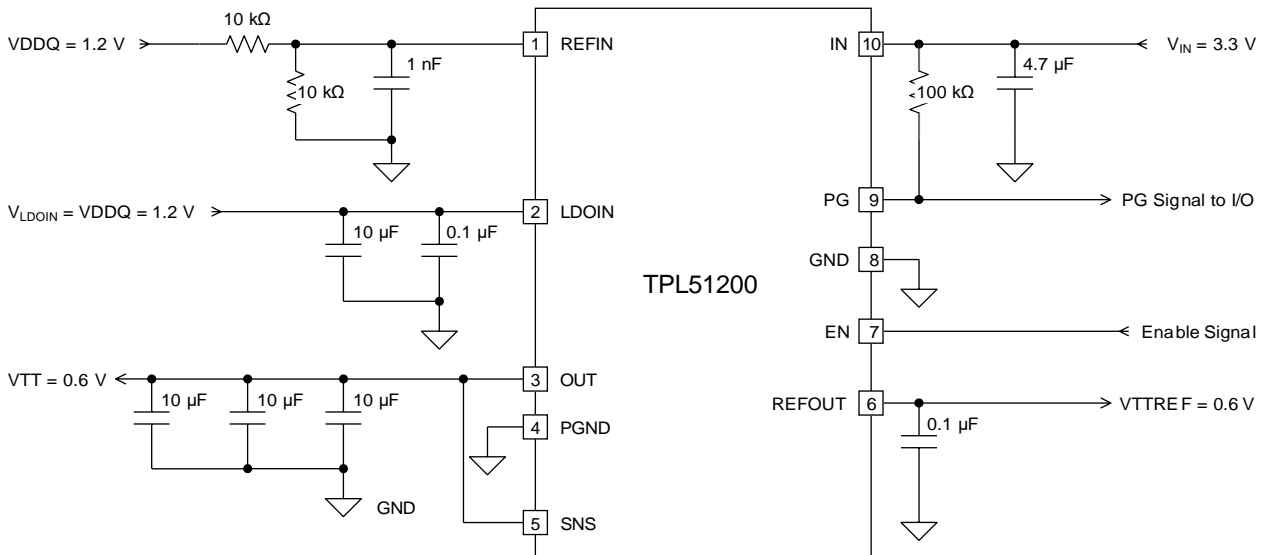 10 kΩ
VDDQ = 1.2 V
1 REFIN
1 nF
10 kΩ
V_LDOIN = VDDQ = 1.2 V
2 LDOIN
10 µF
0.1 µF
VTT = 0.6 V
3 OUT
10 µF
10 µF
10 µF
4 PGND
GND
5 SNS
TPL51200
IN 10
V_IN = 3.3 V
4.7 µF
100 kΩ
PG 9
PG Signal to I/O
GND 8
EN 7
Enable Signal
REFOUT 6
VTTREF = 0.6 V
0.1 µF